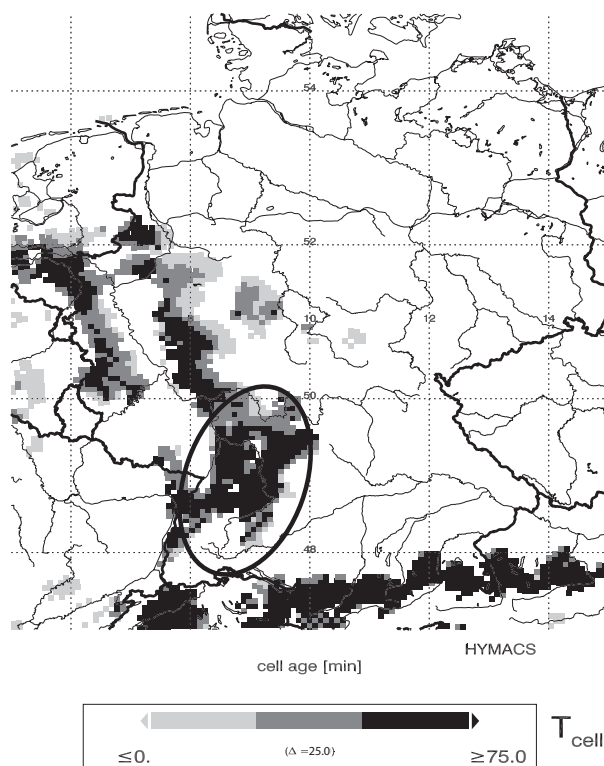 54
52
10
12
14
50
48
HYMACS
cell age [min]
T cell
≤0.
(Δ =25.0}
≥75.0